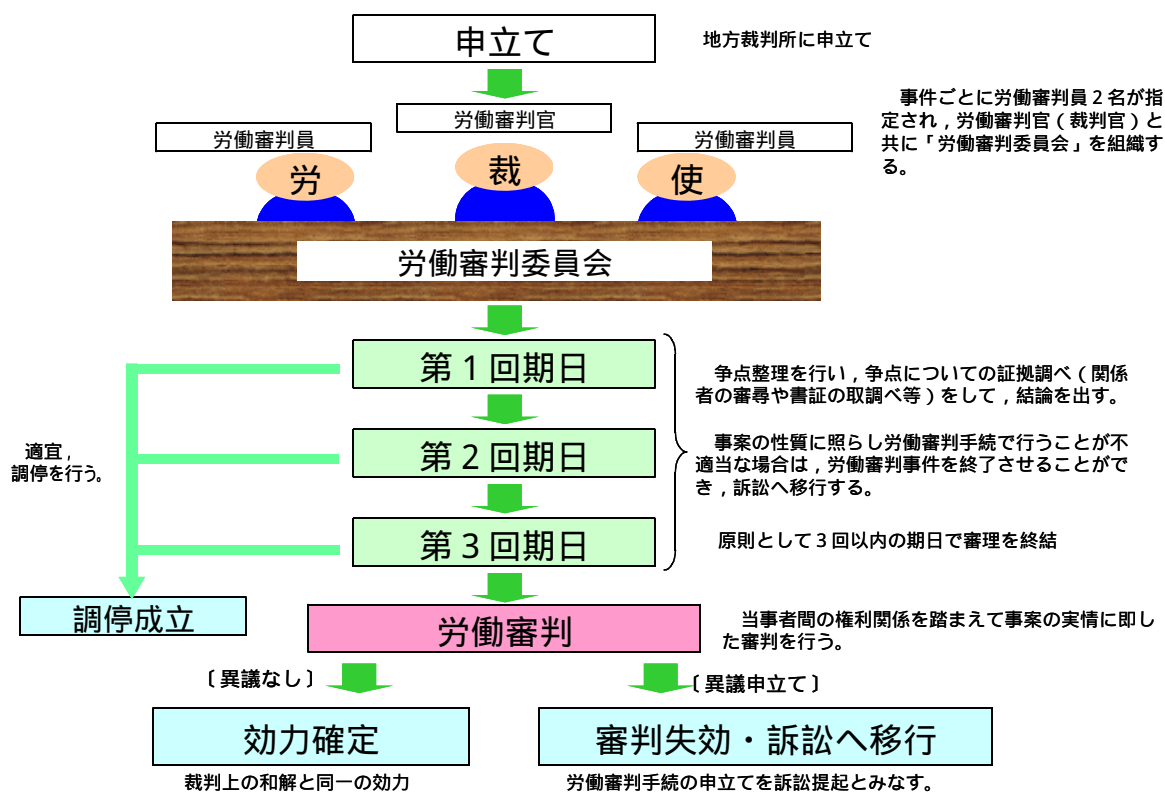 申立て
地方裁判所に申立て
労働審判員
労働審判官
労働審判員
事件ごとに労働審判員２名が指
定され，労働審判官（裁判官）と
共に「労働審判委員会」を組織す
る。
労
裁
使
労働審判委員会
第１回期日
争点整理を行い，争点についての証拠調べ（関係
者の審尋や書証の取調べ等）をして，結論を出す。
適宜，
調停を行う。
第２回期日
事案の性質に照らし労働審判手続で行うことが不
適当な場合は，労働審判事件を終了させることがで
き，訴訟へ移行する。
第３回期日
原則として３回以内の期日で審理を終結
調停成立
労働審判
当事者間の権利関係を踏まえて事案の実情に即し
た審判を行う。
〔異議なし〕
〔異議申立て〕
効力確定
審判失効・訴訟へ移行
裁判上の和解と同一の効力
労働審判手続の申立てを訴訟提起とみなす。